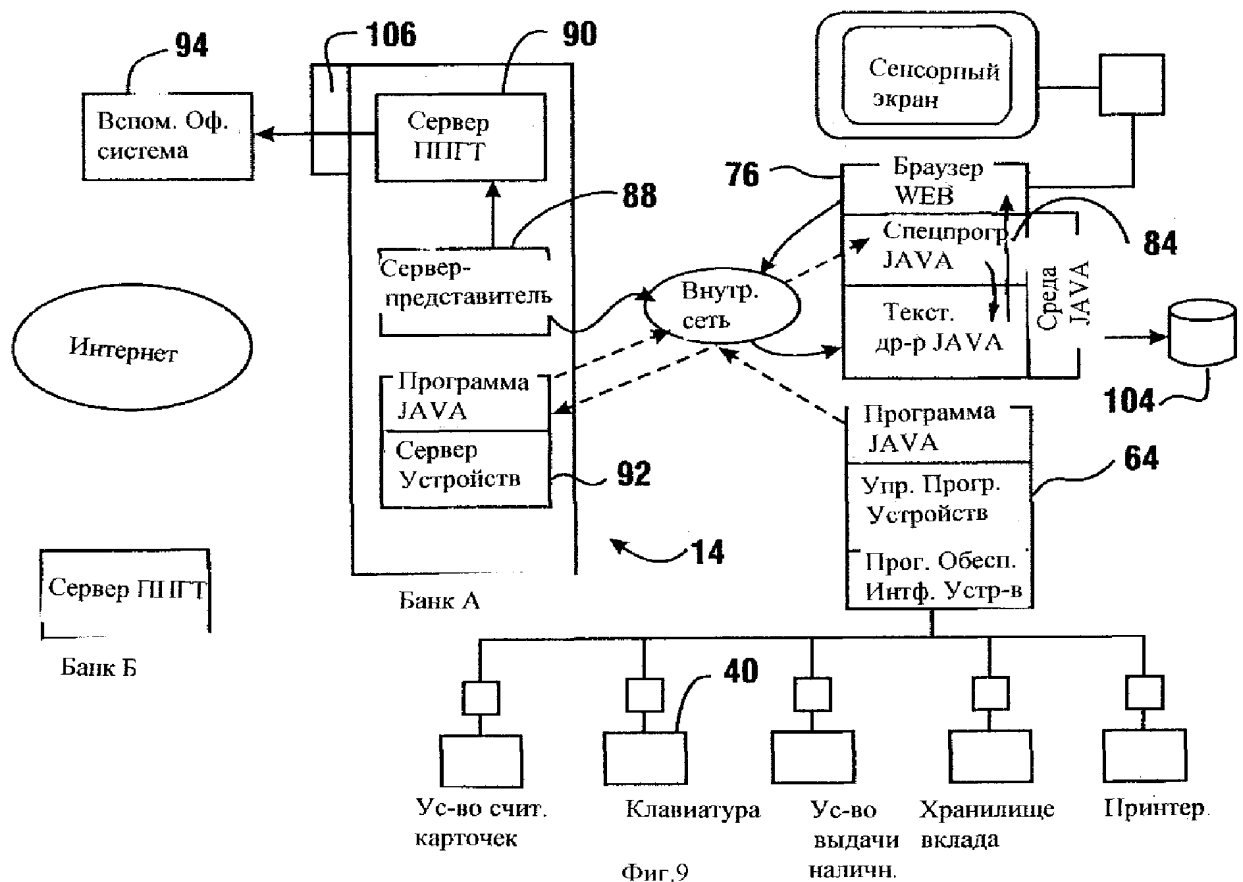 94
106
90
Вспом. Оф.
система
Сервер
ППГТ
Сенсорный
экран
76
Браузер
WEB
88
Спецпрогр
JAVA
84
Сервер-
представитель
Внутр.
сеть
Среда
JAVA
Интернет
Текст.
др-р JAVA
104
Программа
JAVA
Программа
JAVA
Сервер
Устройств
92
64
Упр. Прогр.
Устройств
14
Прог. Обесп.
Интф. Устр-в
Сервер ППГТ
Банк А
Банк Б
40
Ус-во счит.
карточек
Клавиатура
Ус-во
выдачи
наличн.
Хранилище
вклада
Принтер.
Фиг.9